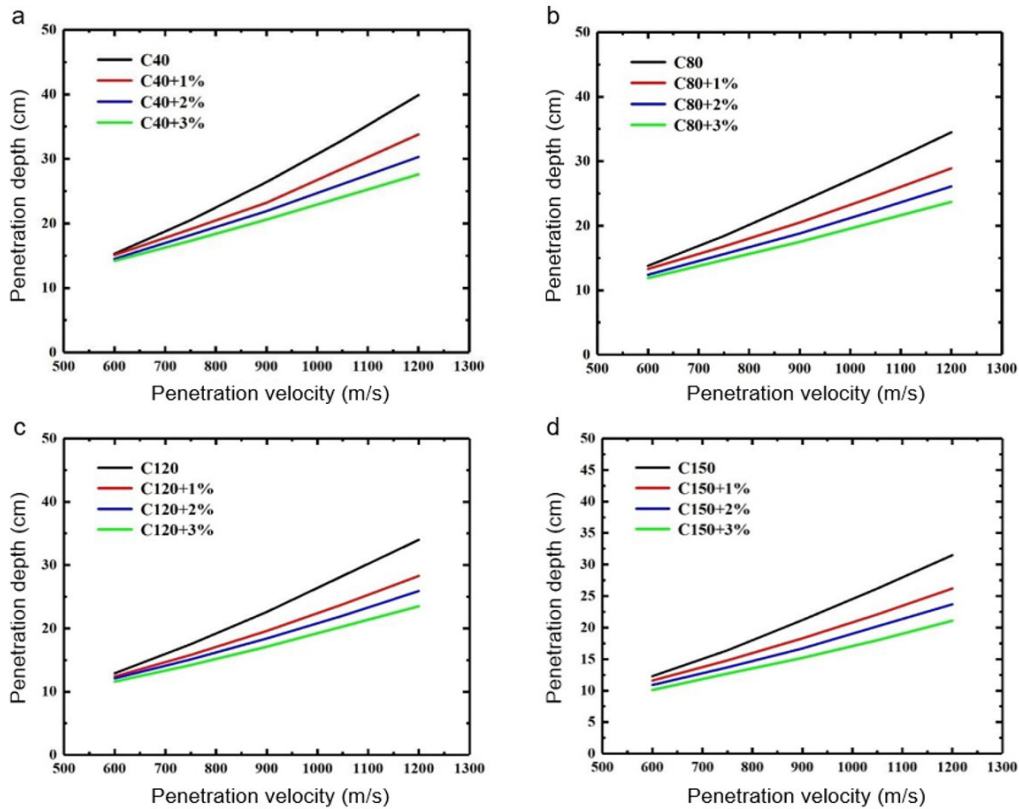 a
50
40
30
20
10
0
Penetration depth (cm)
C40
C40+1%
C40+2%
C40+3%
500 600 700 800 900 1000 1100 1200 1300
Penetration velocity (m/s)
b
50
40
30
20
10
0
Penetration depth (cm)
C80
C80+1%
C80+2%
C80+3%
500 600 700 800 900 1000 1100 1200 1300
Penetration velocity (m/s)
c
50
40
30
20
10
0
Penetration depth (cm)
C120
C120+1%
C120+2%
C120+3%
500 600 700 800 900 1000 1100 1200 1300
Penetration velocity (m/s)
d
50
45
40
35
30
25
20
15
10
5
0
Penetration depth (cm)
C150
C150+1%
C150+2%
C150+3%
500 600 700 800 900 1000 1100 1200 1300
Penetration velocity (m/s)